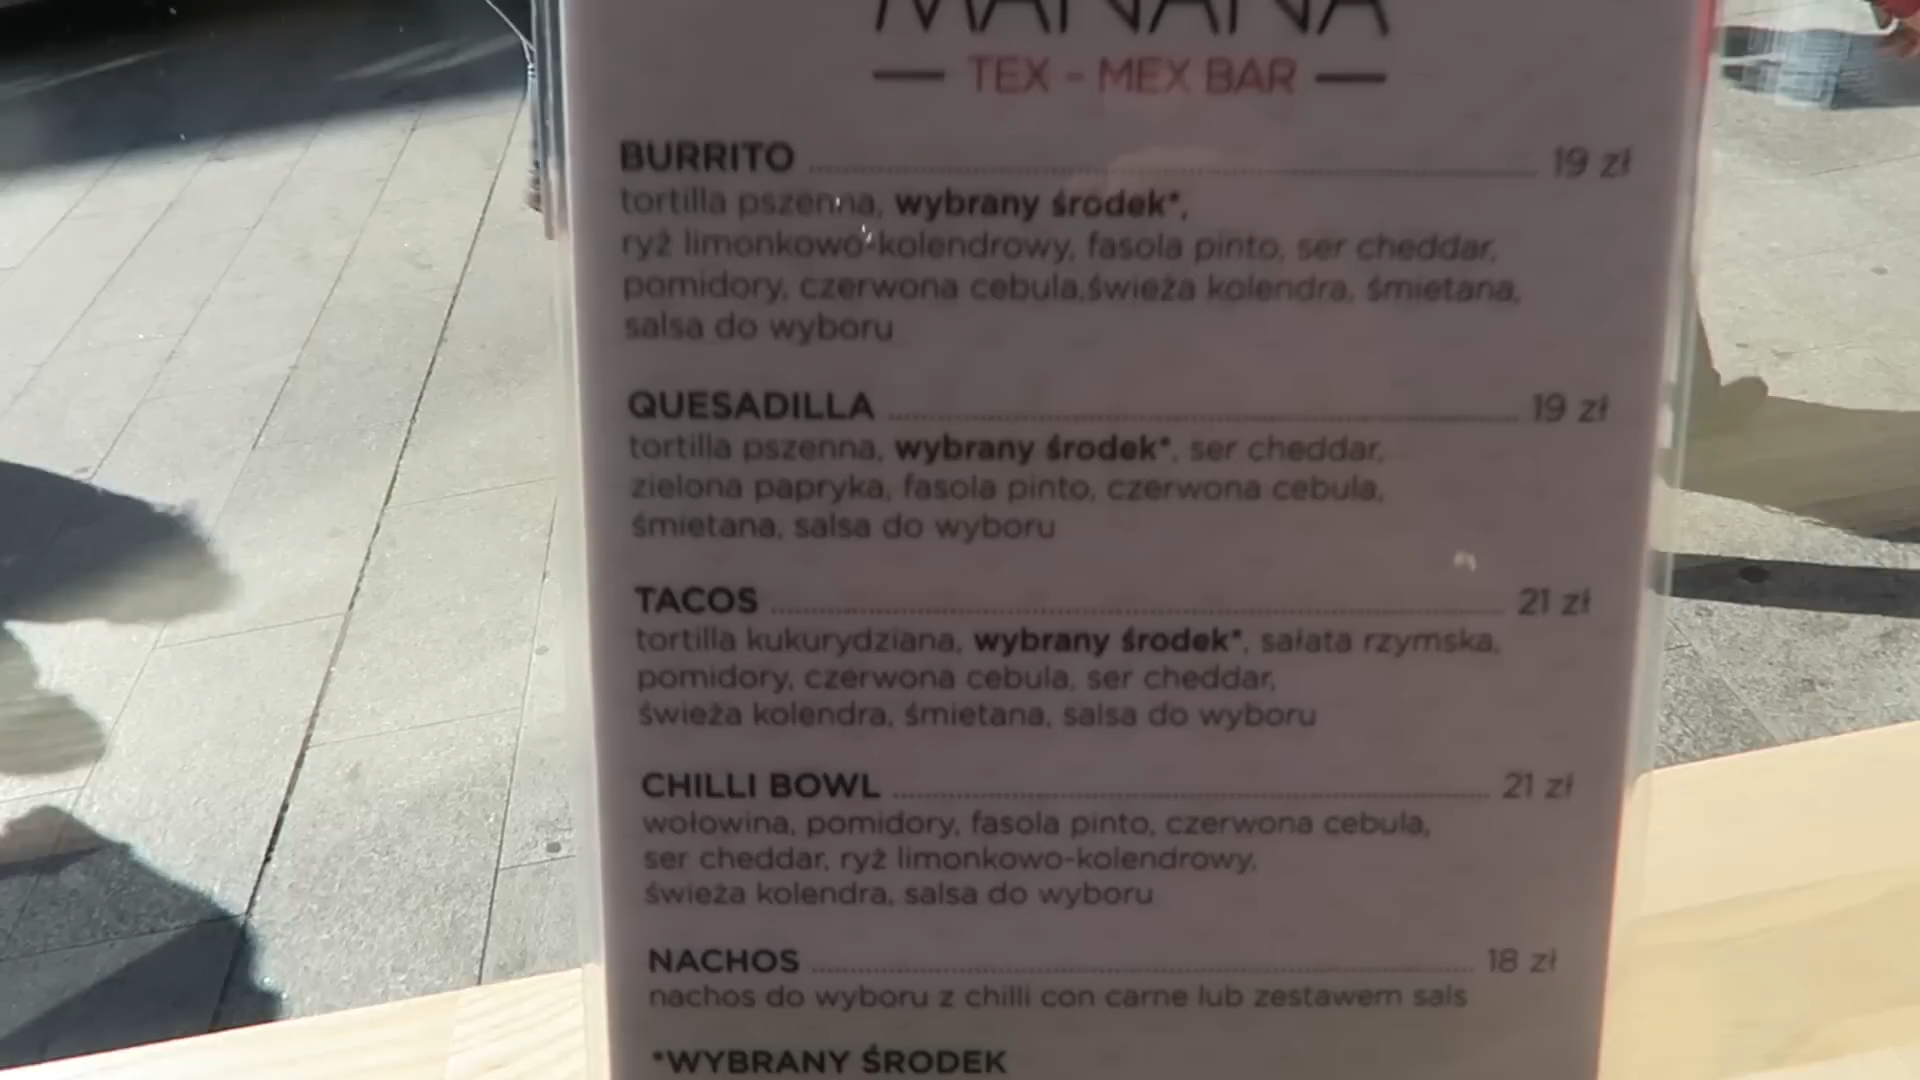 MANANA
TEX - MEX BAR
BURRITO 19 zł
tortilla pszenna, wybrany środek*,
ryż limonkowo-kolendrowy, fasola pinto, ser cheddar,
pomidory, czerwona cebula,świeża kolendra, śmietana,
salsa do wyboru
QUESADILLA 19 zł
tortilla pszenna, wybrany środek*, ser cheddar,
zielona papryka, fasola pinto, czerwona cebula,
śmietana, salsa do wyboru
TACOS 21 zł
tortilla kukurydziana, wybrany środek*, sałata rzymska,
pomidory, czerwona cebula, ser cheddar,
świeża kolendra, śmietana, salsa do wyboru
CHILLI BOWL 21 zł
wołowina, pomidory, fasola pinto, czerwona cebula,
ser cheddar, ryż limonkowo-kolendrowy,
świeża kolendra, salsa do wyboru
NACHOS 18 zł
nachos do wyboru z chilli con carne lub zestawem sals
*WYBRANY ŚRODEK